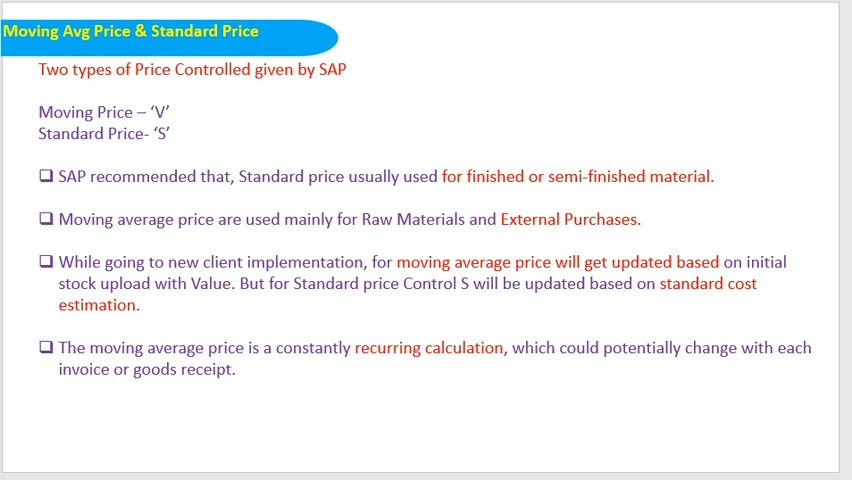 Moving Avg Price & Standard Price
Two types of Price Controlled given by SAP
Moving Price – ‘V’
Standard Price- ‘S’
❑ SAP recommended that, Standard price usually used for finished or semi-finished material.
❑ Moving average price are used mainly for Raw Materials and External Purchases.
❑ While going to new client implementation, for moving average price will get updated based on initial
stock upload with Value. But for Standard price Control S will be updated based on standard cost
estimation.
❑ The moving average price is a constantly recurring calculation, which could potentially change with each
invoice or goods receipt.